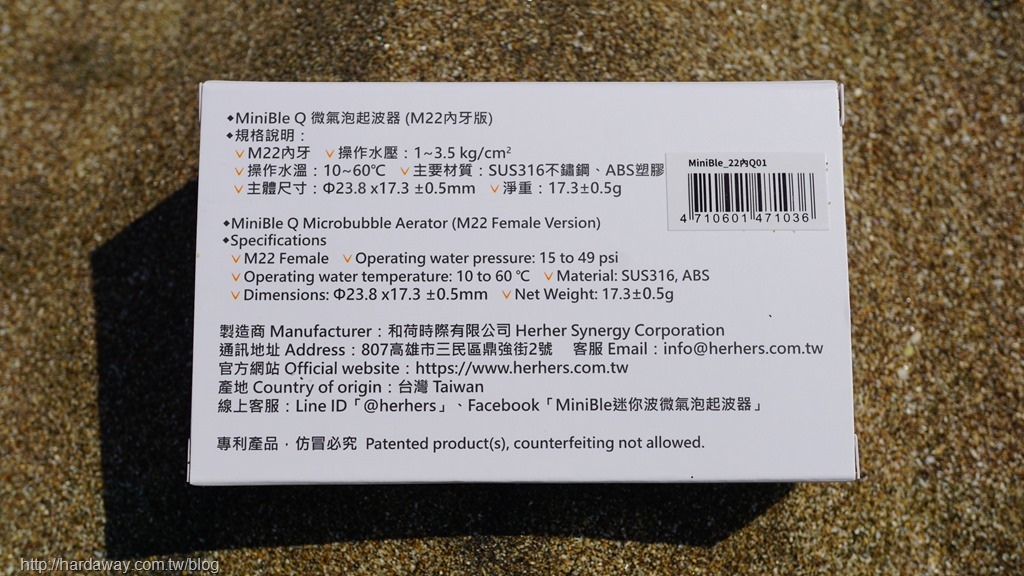 ◆MiniBle Q 微氣泡起波器 (M22內牙版)
◆規格說明：
∨M22內牙 ∨操作水壓：1~3.5 kg/cm²
∨操作水溫：10~60℃ ∨主要材質：SUS316不鏽鋼、ABS塑膠
∨主體尺寸：Φ23.8 x17.3 ±0.5mm ∨淨重：17.3±0.5g
MiniBle_22內Q01
4 710601 471036
◆MiniBle Q Microbubble Aerator (M22 Female Version)
◆Specifications
∨M22 Female ∨Operating water pressure: 15 to 49 psi
∨Operating water temperature: 10 to 60 ℃ ∨Material: SUS316, ABS
∨Dimensions: Φ23.8 x17.3 ±0.5mm ∨Net Weight: 17.3±0.5g
製造商 Manufacturer：和荷時際有限公司 Herher Synergy Corporation
通訊地址 Address：807高雄市三民區鼎強街2號 客服 Email：info@herhers.com.tw
官方網站 Official website：https://www.herhers.com.tw
產地 Country of origin：台灣 Taiwan
線上客服：Line ID「@herhers」、Facebook「MiniBle迷你波微氣泡起波器」
專利產品，仿冒必究 Patented product(s), counterfeiting not allowed.
http://hardaway.com.tw/blog